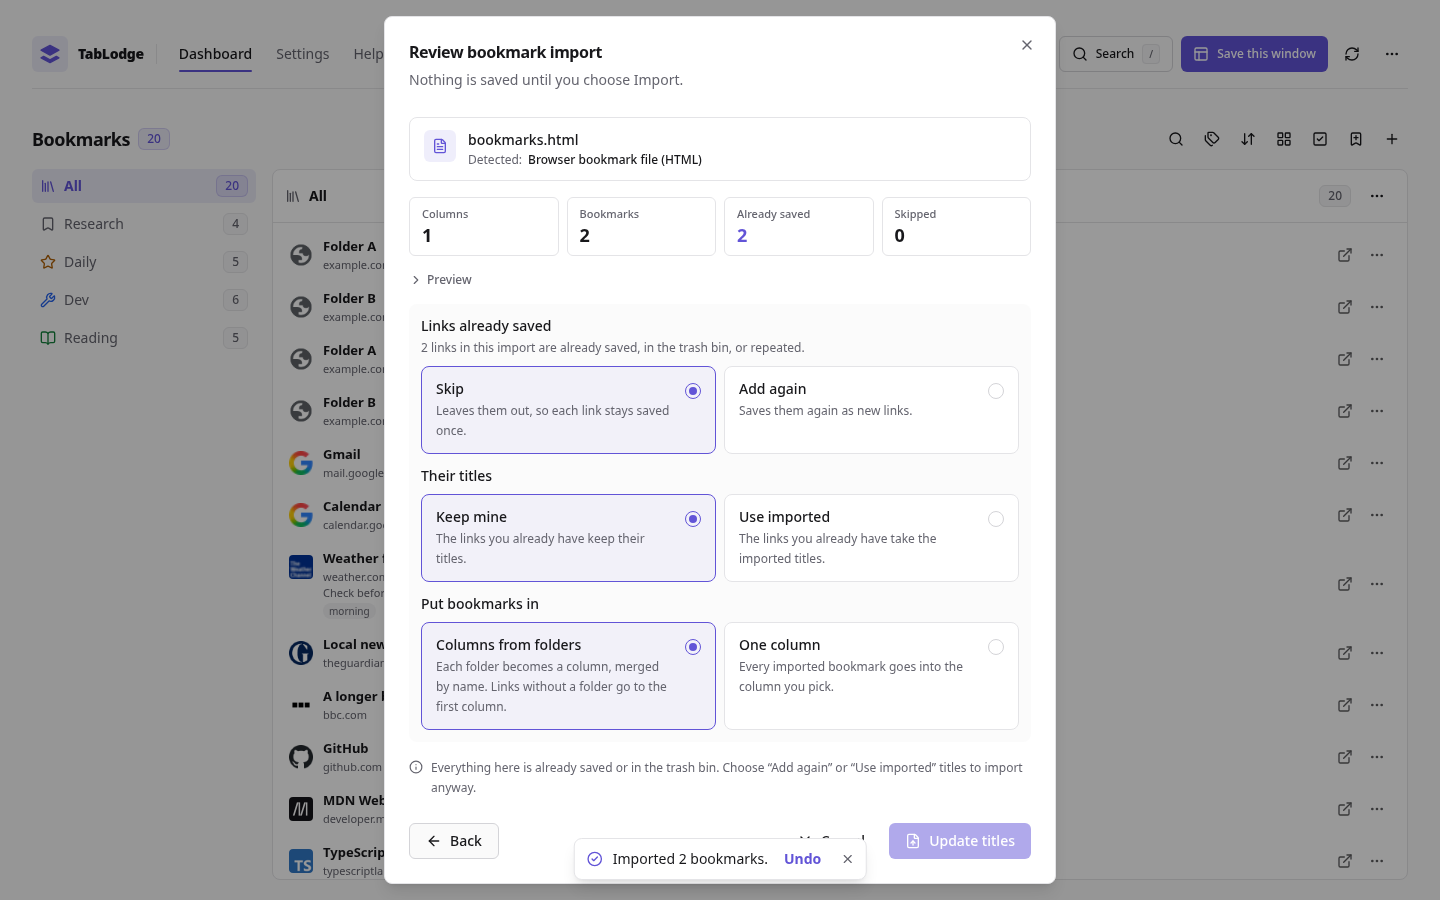 TabLodge
Dashboard
Settings
Help
Search
/
Save this window
Bookmarks
20
All
20
Research
4
Daily
5
Dev
6
Reading
5
All
20
Folder A
Folder B
Folder A
Folder B
Gmail
Calendar
Weather
Check
morning
Local
A longer
bbc.com
GitHub
github.com
MDN
Review bookmark import
Nothing is saved until you choose Import.
bookmarks.html
Detected: Browser bookmark file (HTML)
Columns
1
Bookmarks
2
Already saved
2
Skipped
0
Preview
Links already saved
2 links in this import are already saved, in the trash bin, or repeated.
Skip
Leaves them out, so each link stays saved
once.
Add again
Saves them again as new links.
Their titles
Keep mine
The links you already have keep their
titles.
Use imported
The links you already have take the
imported titles.
Put bookmarks in
Columns from folders
Each folder becomes a column, merged
by name. Links without a folder go to the
first column.
One column
Every imported bookmark goes into the
column you pick.
Everything here is already saved or in the trash bin. Choose “Add again” or “Use imported” titles to import
anyway.
Back
Update titles
Imported 2 bookmarks.
Undo